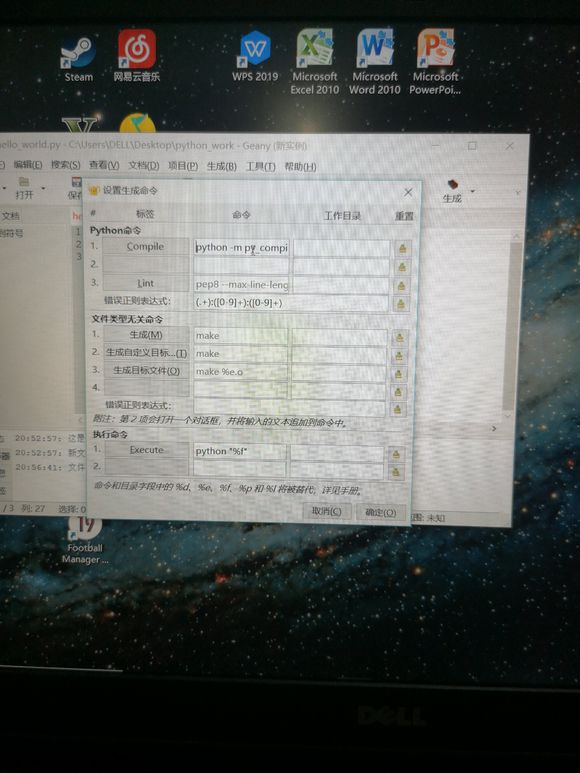 Steam
网易云音乐
WPS 2019
Microsoft Excel 2010
Microsoft Word 2010
Microsoft PowerPoi...
ello_world.py - C:\Users\DELL\Desktop\python_work - Geany (新实例)
编辑(E) 搜索(S) 查看(V) 文档(D) 项目(P) 生成(B) 工具(T) 帮助(H)
打开
生成
文档
设置生成命令
# 标签 命令 工作目录 重置
Python命令
1. Compile python -m py_compi
2.
3. Lint pep8 --max-line-leng
错误正则表达式: (.+):([0-9]+):([0-9]+)
文件类型无关命令
1. 生成(M) make
2. 生成自定义目标...(T) make
3. 生成目标文件(O) make %e.o
4.
错误正则表达式:
附注：第 2 项会打开一个对话框，并将输入的文本追加到命令中。
执行命令
1. Execute python "%f"
2.
命令和目录字段中的 %d、%e、%f、%p 和 %l 将被替代，详见手册。
取消(C) 确定(O)
1
2
3
20:52:57: 这是
20:52:57: 新文
20:56:41: 文件
/ 3 列: 27 选择: 0
围: 未知
19
Football Manager ...
DELL